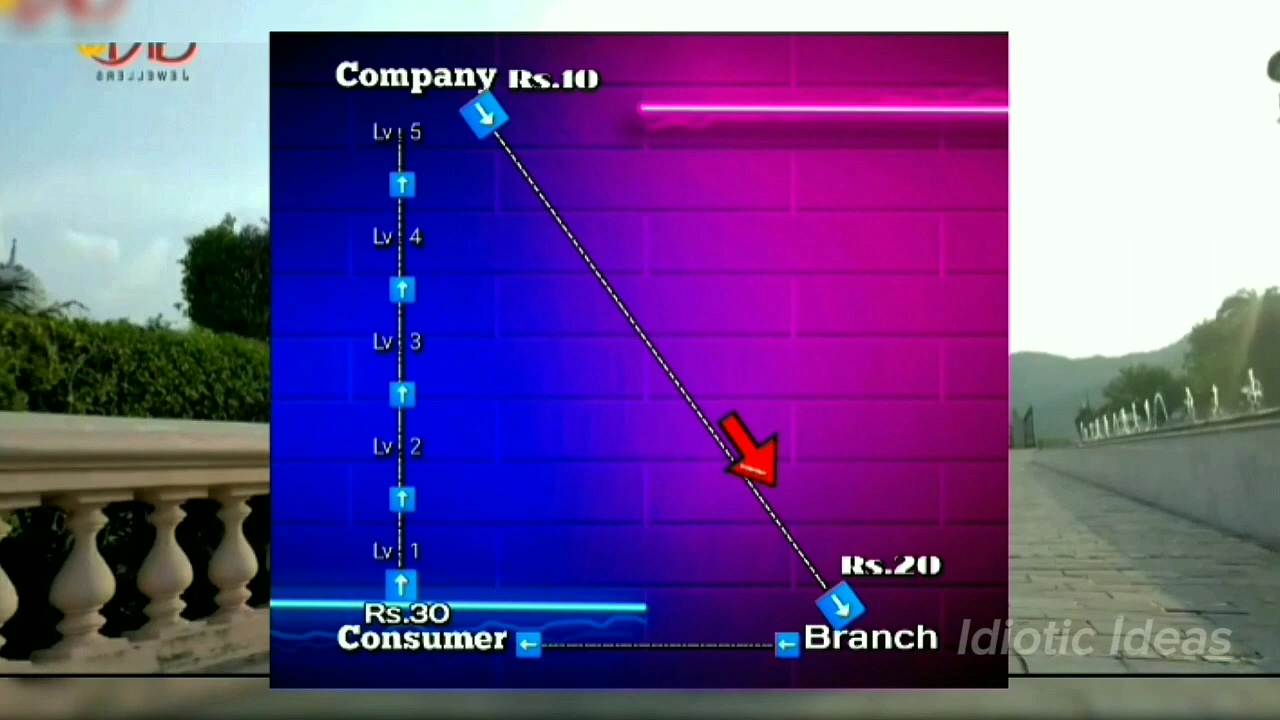 Company Rs.10
Lv 5
Lv 4
Lv 3
Lv 2
Lv 1
Rs.20
Rs.30
Consumer
Branch
Idiotic Ideas